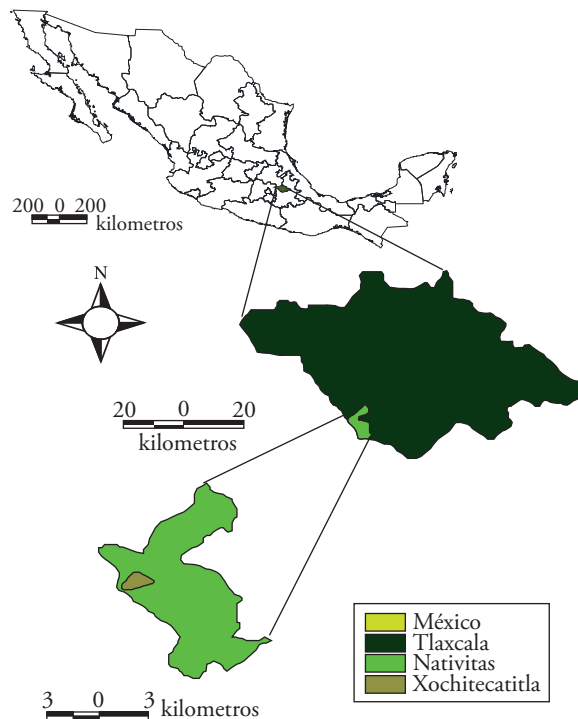 200 0 200
kilometros
N
20 0 20
kilometros
3 0 3
kilometros
México
Tlaxcala
Nativitas
Xochitecatitla